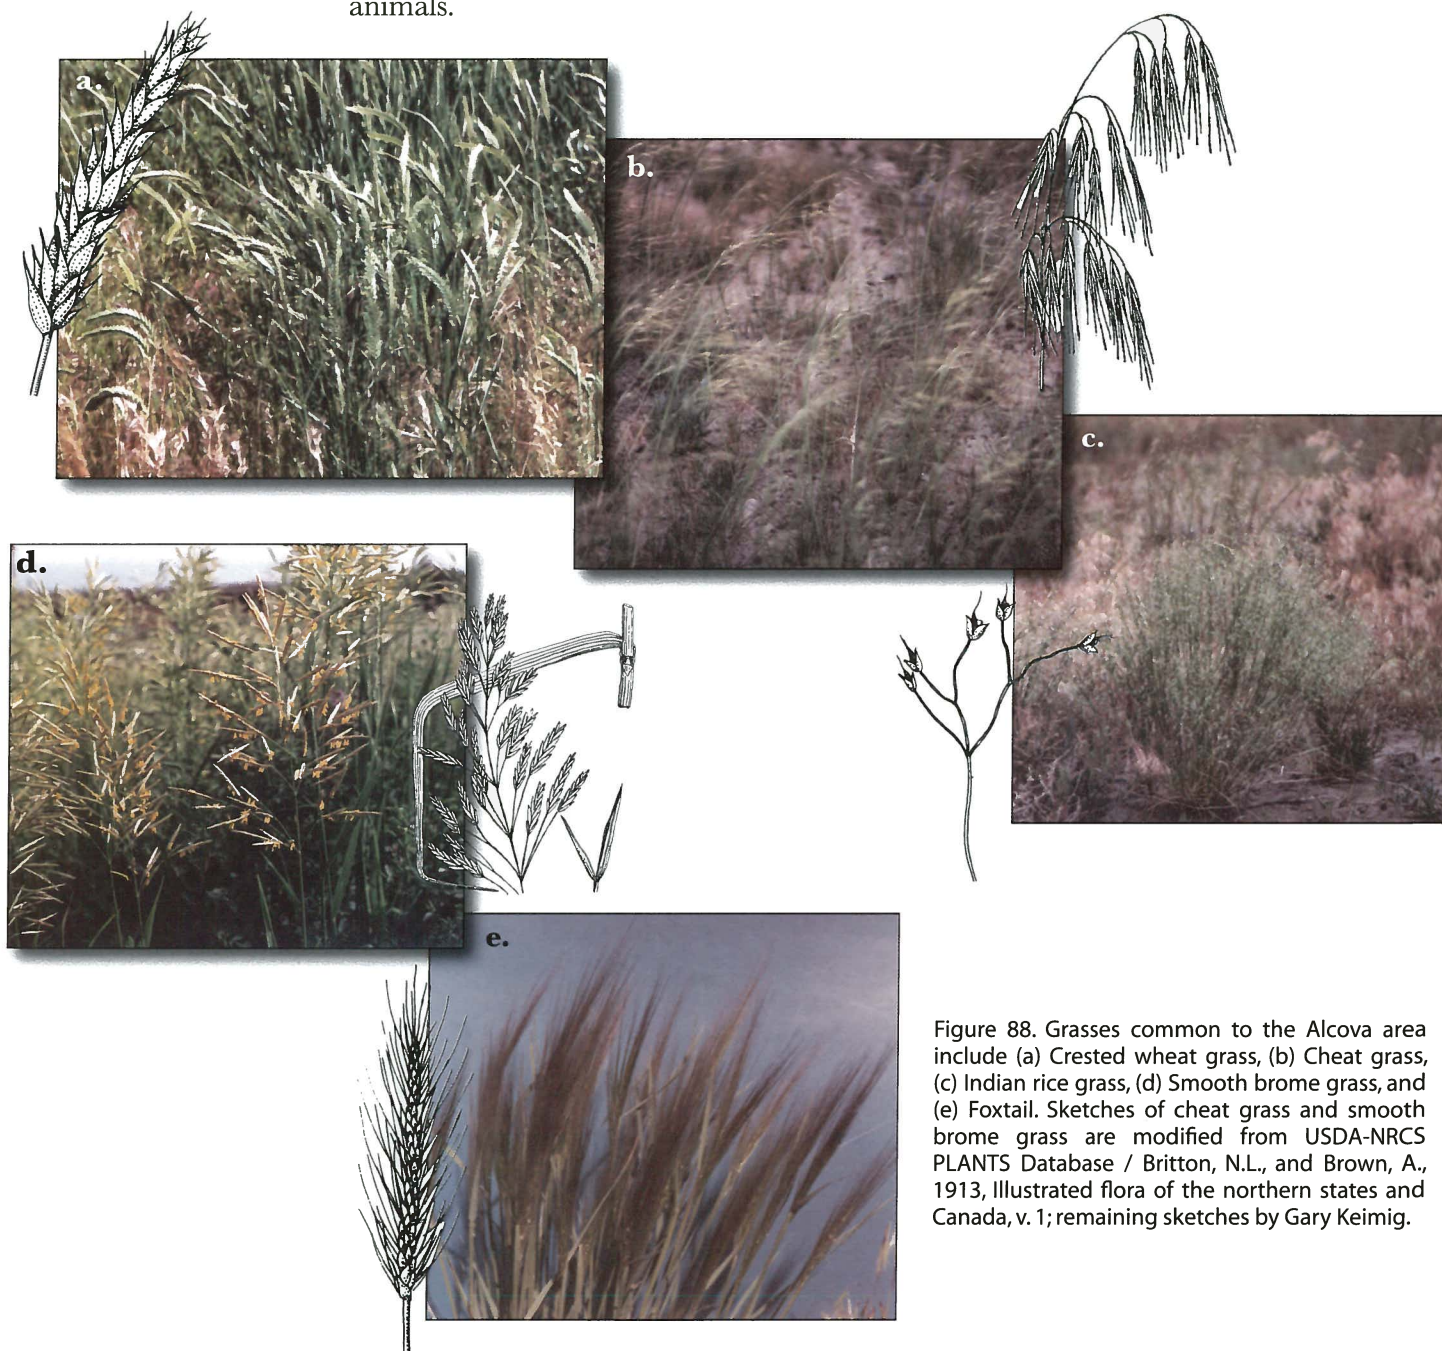 animals.
a.
b.
c.
d.
e.
Figure 88. Grasses common to the Alcova area
include (a) Crested wheat grass, (b) Cheat grass,
(c) Indian rice grass, (d) Smooth brome grass, and
(e) Foxtail. Sketches of cheat grass and smooth
brome grass are modified from USDA-NRCS
PLANTS Database / Britton, N.L., and Brown, A.,
1913, Illustrated flora of the northern states and
Canada, v. 1; remaining sketches by Gary Keimig.